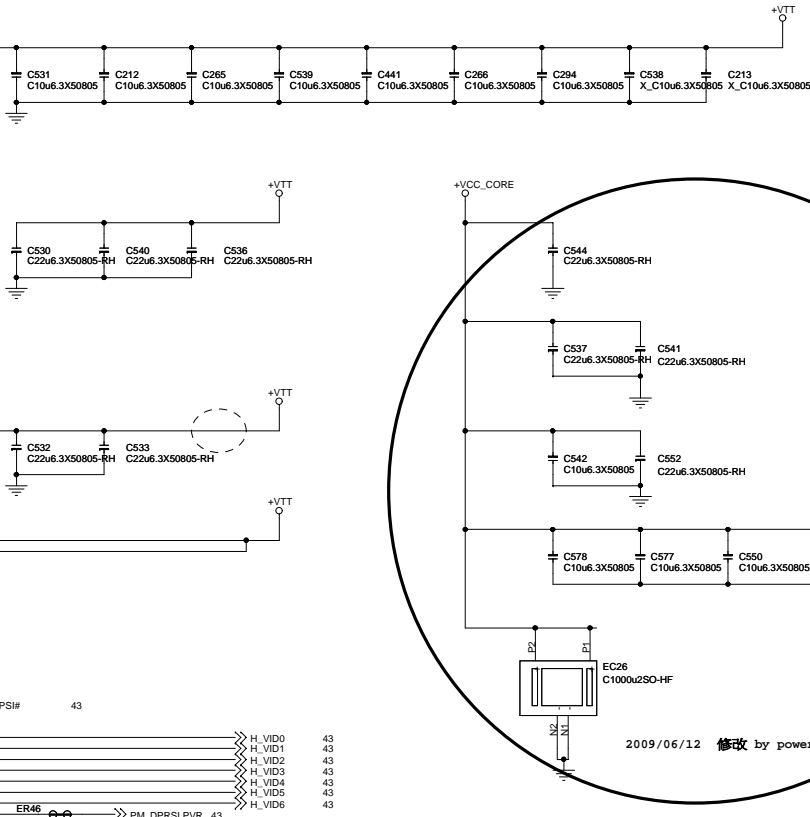 +VTT
C531 C212 C265 C539 C441 C266 C294 C538 C213
C10u6.3X50805 C10u6.3X50805 C10u6.3X50805 C10u6.3X50805 C10u6.3X50805 C10u6.3X50805 C10u6.3X50805 X_C10u6.3X50805 X_C10u6.3X50805
+VTT
+VCC_CORE
C530 C540 C536
C22u6.3X50805-RH C22u6.3X50805-RH C22u6.3X50805-RH
C544
C22u6.3X50805-RH
C537 C541
C22u6.3X50805-RH C22u6.3X50805-RH
+VTT
C532 C533
C22u6.3X50805-RH C22u6.3X50805-RH
C542 C552
C10u6.3X50805 C22u6.3X50805-RH
+VTT
C578 C577 C550
C10u6.3X50805 C10u6.3X50805 C10u6.3X50805
P2 P1
EC26
C1000u2SO-HF
N2 N1
PSI# 43
2009/06/12 修改 by power
H_VID0 43
H_VID1 43
H_VID2 43
H_VID3 43
H_VID4 43
H_VID5 43
H_VID6 43
ER46
PM_DPRSLPVR 43